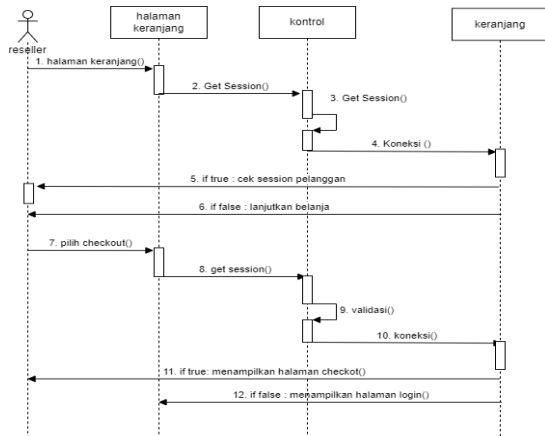 halaman
keranjang
kontrol
keranjang
reseller
1. halaman keranjang()
2. Get Session()
3. Get Session()
4. Koneksi ()
5. if true : cek session pelanggan
6. if false : lanjutkan belanja
7. pilih checkout()
8. get session()
9. validasi()
10. koneksi()
11. if true: menampilkan halaman checkot()
12. if false : menampilkan halaman login()